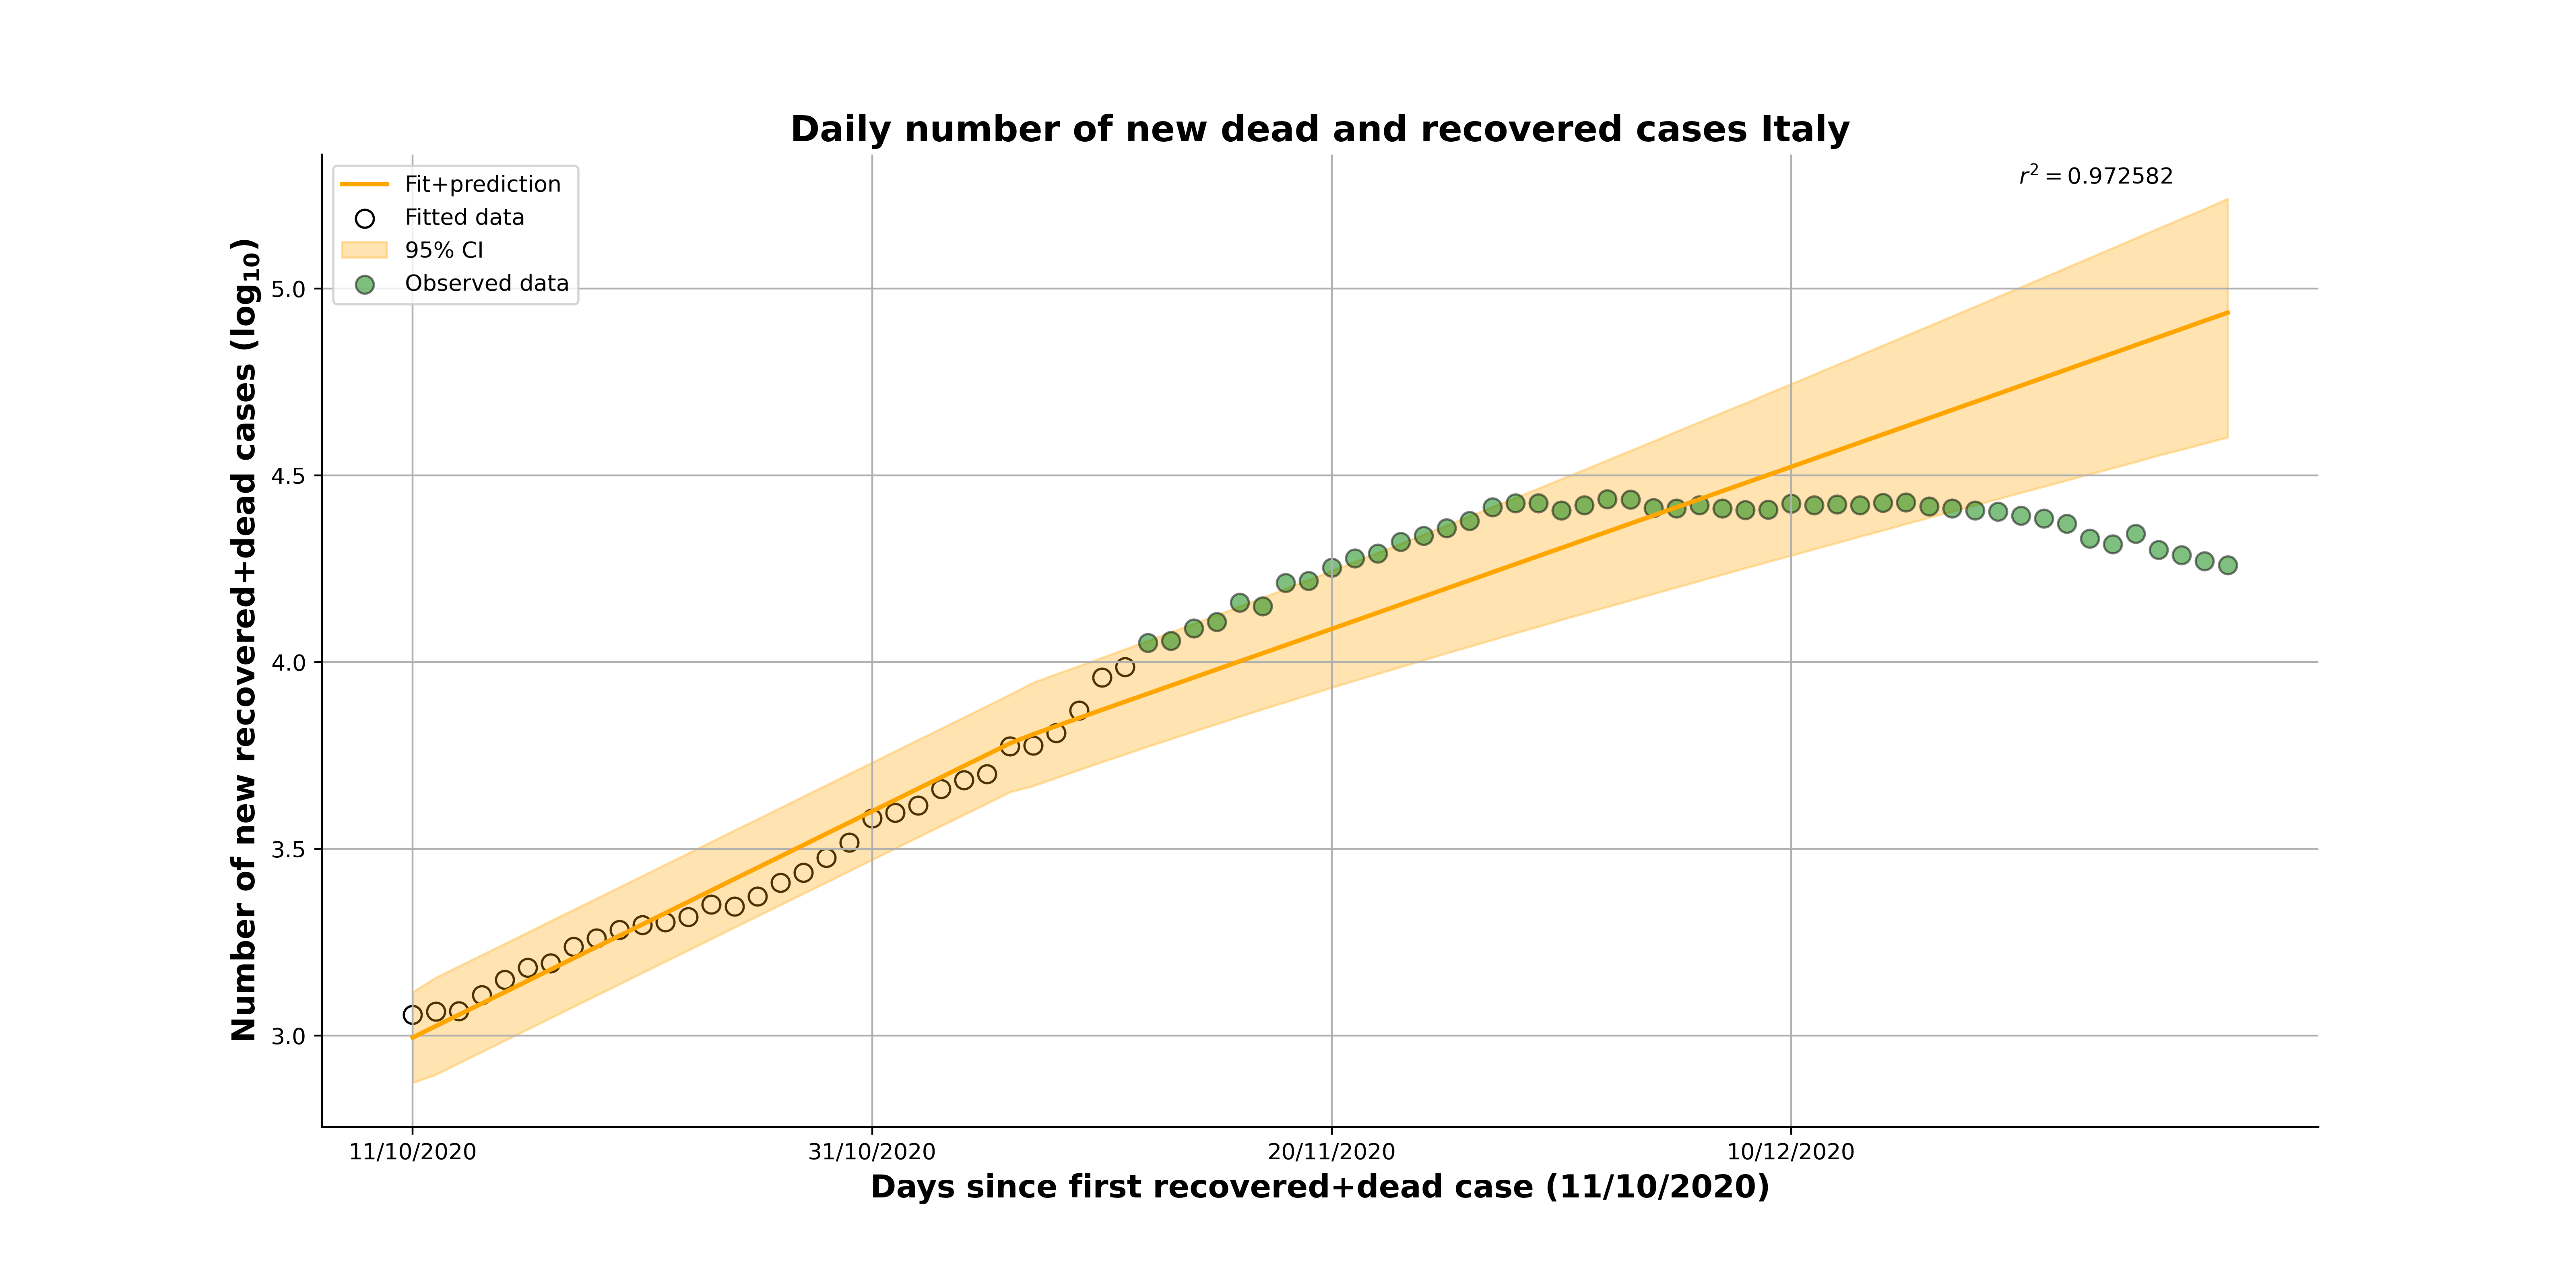 Daily number of new dead and recovered cases Italy
Fit+prediction
Fitted data
95% CI
Observed data
r² = 0.972582
Number of new recovered+dead cases (log₁₀)
5.0
4.5
4.0
3.5
3.0
11/10/2020
31/10/2020
20/11/2020
10/12/2020
Days since first recovered+dead case (11/10/2020)